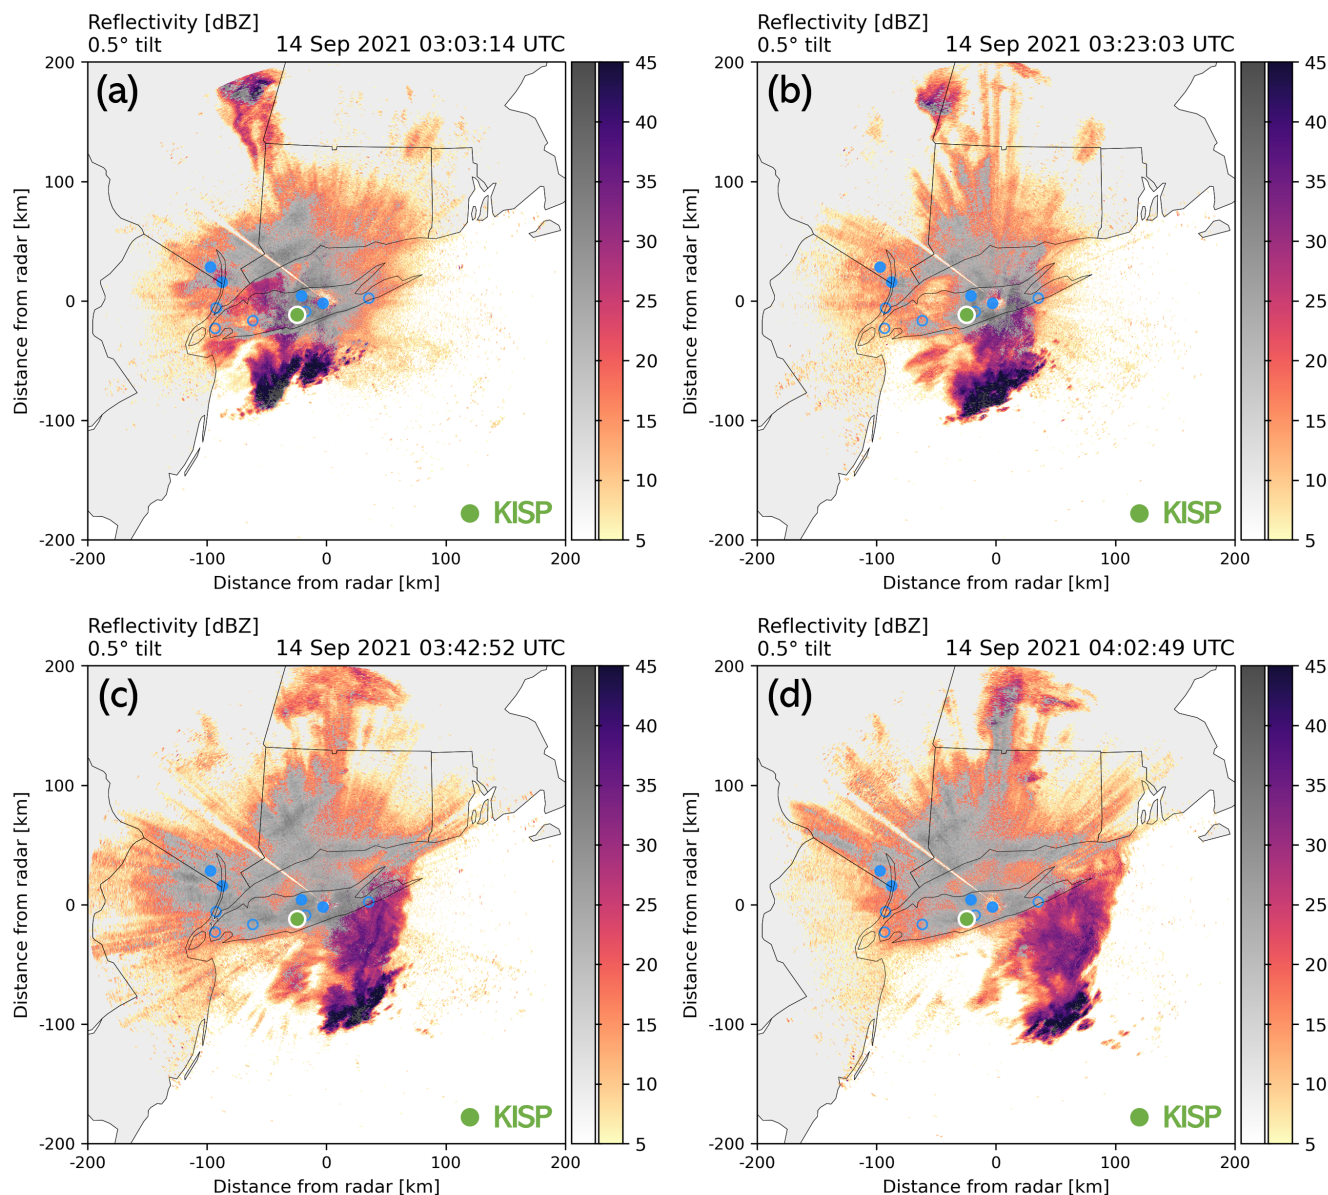 Reflectivity [dBZ]
0.5° tilt 14 Sep 2021 03:03:14 UTC
(a)
200
100
0
-100
-200
Distance from radar [km]
-200 -100 0 100 200
Distance from radar [km]
KISP
45
40
35
30
25
20
15
10
5
Reflectivity [dBZ]
0.5° tilt 14 Sep 2021 03:23:03 UTC
(b)
200
100
0
-100
-200
Distance from radar [km]
-200 -100 0 100 200
Distance from radar [km]
KISP
45
40
35
30
25
20
15
10
5
Reflectivity [dBZ]
0.5° tilt 14 Sep 2021 03:42:52 UTC
(c)
200
100
0
-100
-200
Distance from radar [km]
-200 -100 0 100 200
Distance from radar [km]
KISP
45
40
35
30
25
20
15
10
5
Reflectivity [dBZ]
0.5° tilt 14 Sep 2021 04:02:49 UTC
(d)
200
100
0
-100
-200
Distance from radar [km]
-200 -100 0 100 200
Distance from radar [km]
KISP
45
40
35
30
25
20
15
10
5